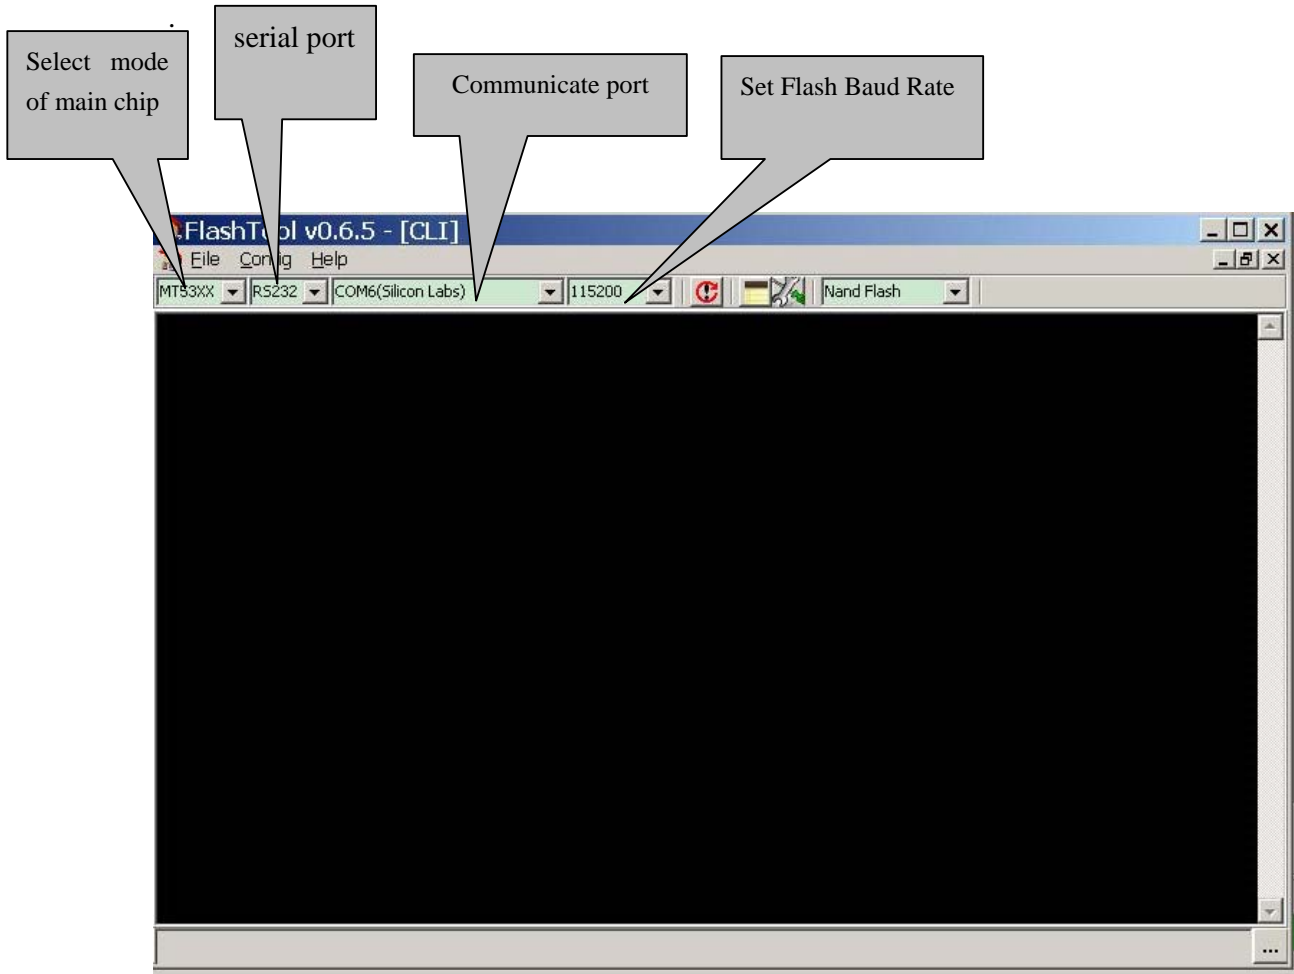 .
Select mode
of main chip
serial port
Communicate port
Set Flash Baud Rate
FlashTool v0.6.5 - [CLI]
File Config Help
MT53XX RS232 COM6(Silicon Labs) 115200 Nand Flash
...